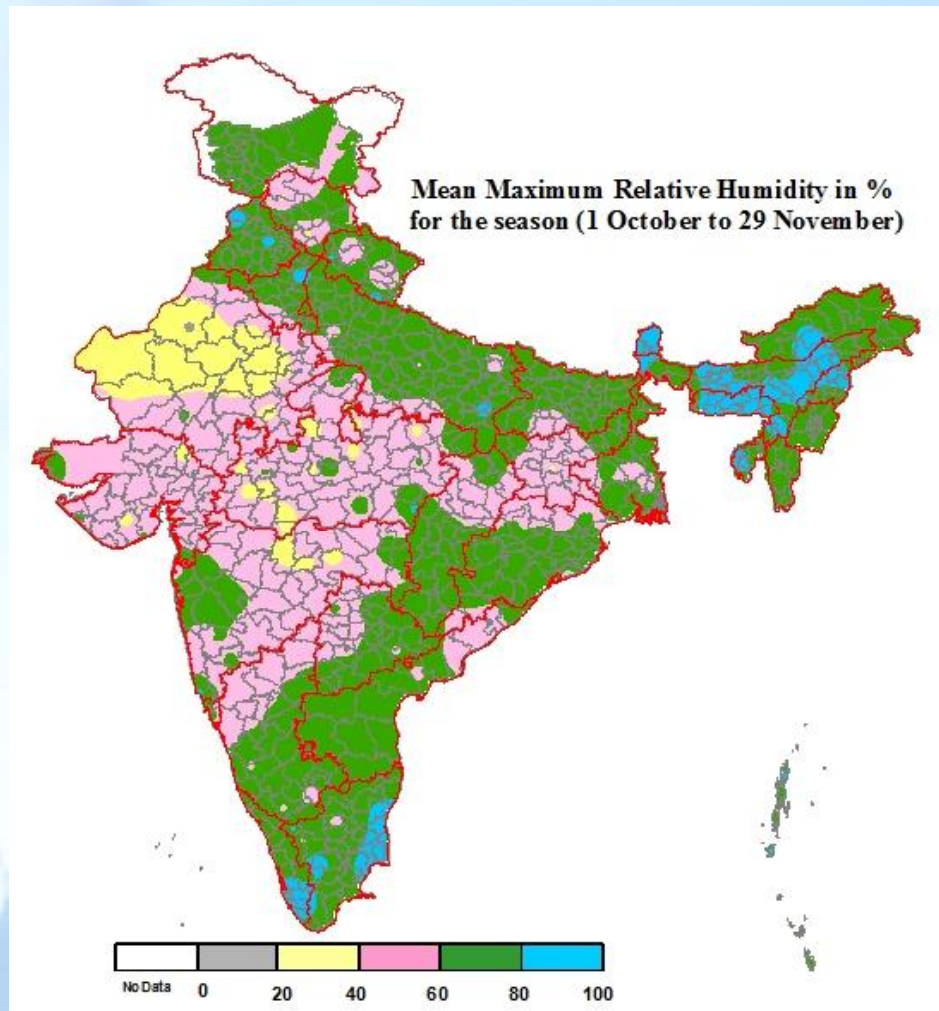 Mean Maximum Relative Humidity in %
for the season (1 October to 29 November)
No Data 0 20 40 60 80 100